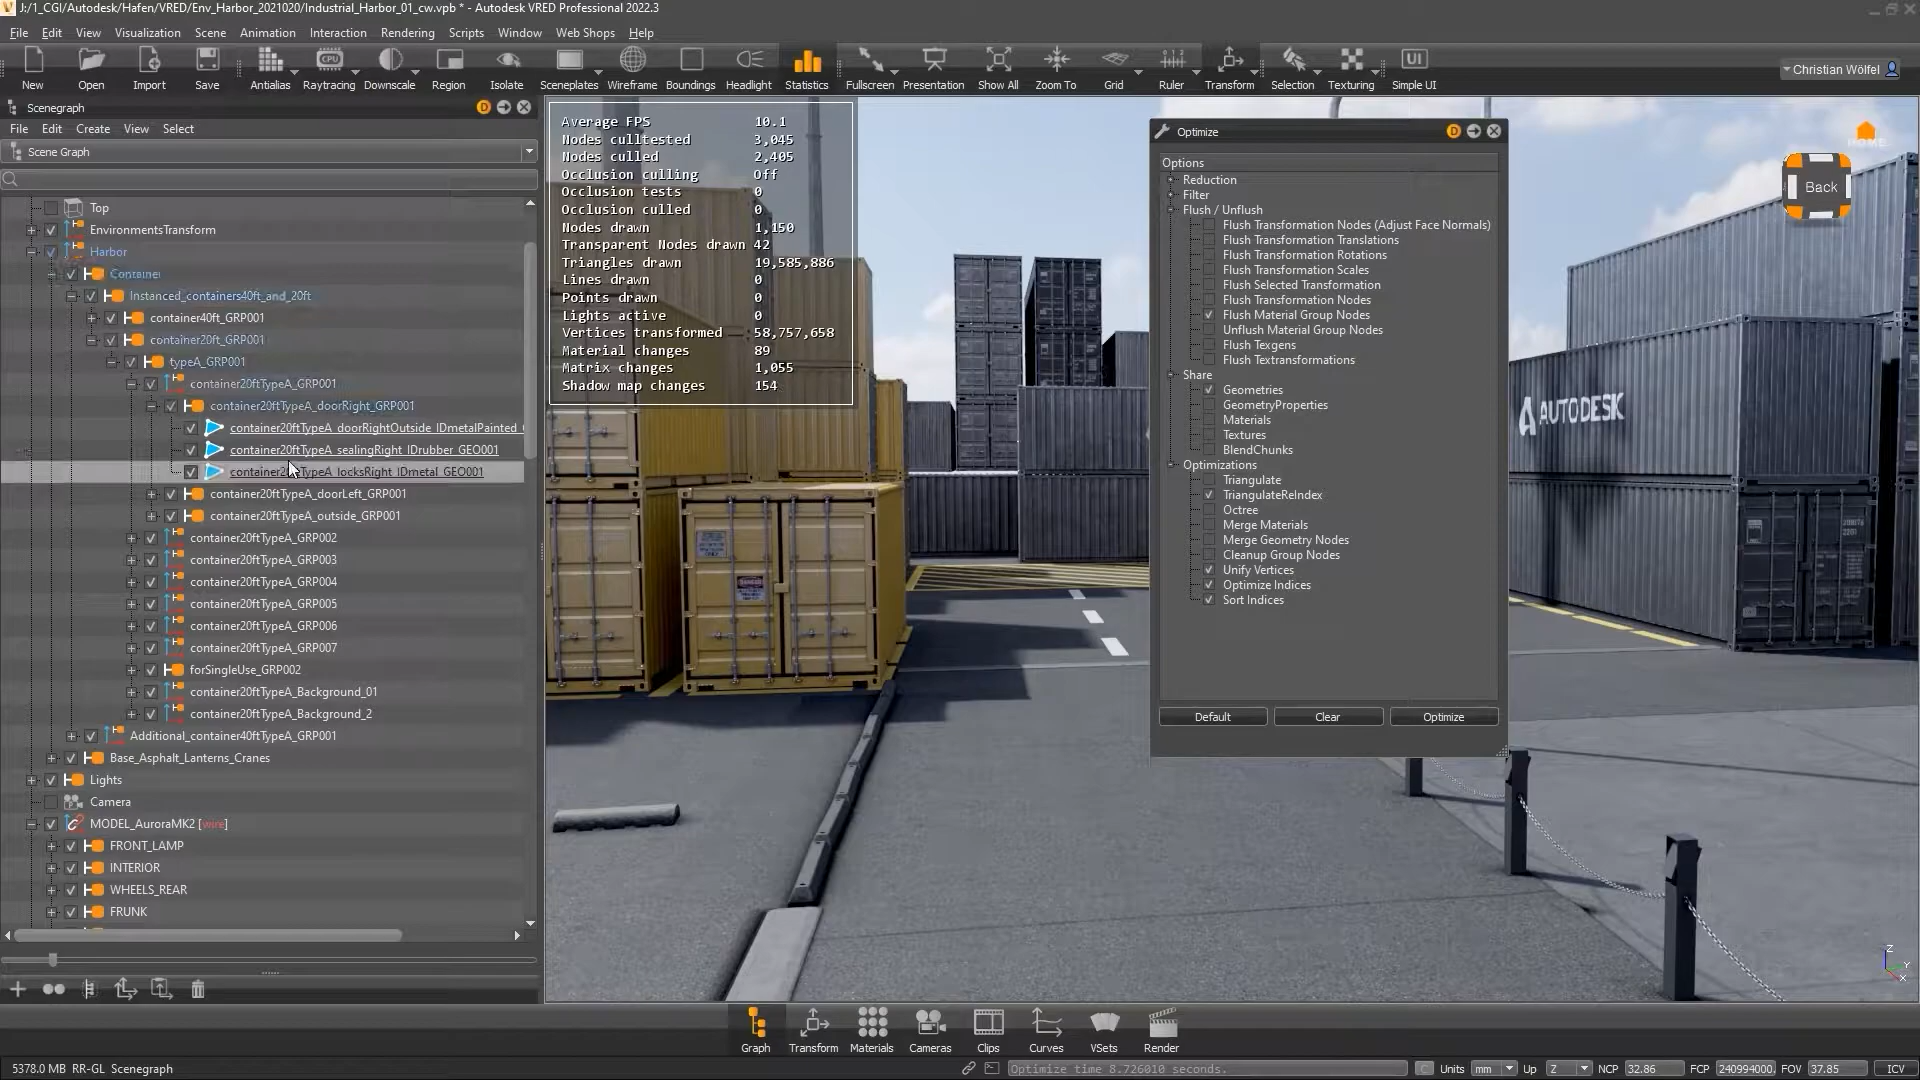 J:/1_CGI/Autodesk/Hafen/VRED/Env_Harbor_2021020/Industrial_Harbor_01_cw.vpb * - Autodesk VRED Professional 2022.3
File Edit View Visualization Scene Animation Interaction Rendering Scripts Window Web Shops Help
New Open Import Save Antialias Raytracing Downscale Region Isolate Sceneplates Wireframe Boundings Headlight Statistics Fullscreen Presentation Show All Zoom To Grid Ruler Transform Selection Texturing Simple UI
Christian Wölfel
Scenegraph
File Edit Create View Select
Scene Graph
Top
EnvironmentsTransform
Harbor
Container
Instanced_containers40ft_and_20ft
container40ft_GRP001
container20ft_GRP001
typeA_GRP001
container20ftTypeA_GRP001
container20ftTypeA_doorRight_GRP001
container20ftTypeA_doorRightOutside_IDmetalPainted_
container20ftTypeA_sealingRight_IDrubber_GEO001
container20ftTypeA_locksRight_IDmetal_GEO001
container20ftTypeA_doorLeft_GRP001
container20ftTypeA_outside_GRP001
container20ftTypeA_GRP002
container20ftTypeA_GRP003
container20ftTypeA_GRP004
container20ftTypeA_GRP005
container20ftTypeA_GRP006
container20ftTypeA_GRP007
forSingleUse_GRP002
container20ftTypeA_Background_01
container20ftTypeA_Background_2
Additional_container40ftTypeA_GRP001
Base_Asphalt_Lanterns_Cranes
Lights
Camera
MODEL_AuroraMK2 [wire]
FRONT_LAMP
INTERIOR
WHEELS_REAR
FRUNK
Average FPS 10.1
Nodes culltested 3,045
Nodes culled 2,405
Occlusion culling Off
Occlusion tests 0
Occlusion culled 0
Nodes drawn 1,150
Transparent Nodes drawn 42
Triangles drawn 19,585,886
Lines drawn 0
Points drawn 0
Lights active 0
Vertices transformed 58,757,658
Material changes 89
Matrix changes 1,055
Shadow map changes 154
AUTODESK
Back
HOME
Optimize
Options
Reduction
Filter
Flush / Unflush
Flush Transformation Nodes (Adjust Face Normals)
Flush Transformation Translations
Flush Transformation Rotations
Flush Transformation Scales
Flush Selected Transformation
Flush Transformation Nodes
Flush Material Group Nodes
Unflush Material Group Nodes
Flush Texgens
Flush Textransformations
Share
Geometries
GeometryProperties
Materials
Textures
BlendChunks
Optimizations
Triangulate
TriangulateReIndex
Octree
Merge Materials
Merge Geometry Nodes
Cleanup Group Nodes
Unify Vertices
Optimize Indices
Sort Indices
Default Clear Optimize
Z
Y
X
Graph Transform Materials Cameras Clips Curves VSets Render
5378.0 MB RR-GL Scenegraph
Optimize time 8.726010 seconds.
C Units mm Up Z NCP 32.86 FCP 240994000. FOV 37.85 ICV